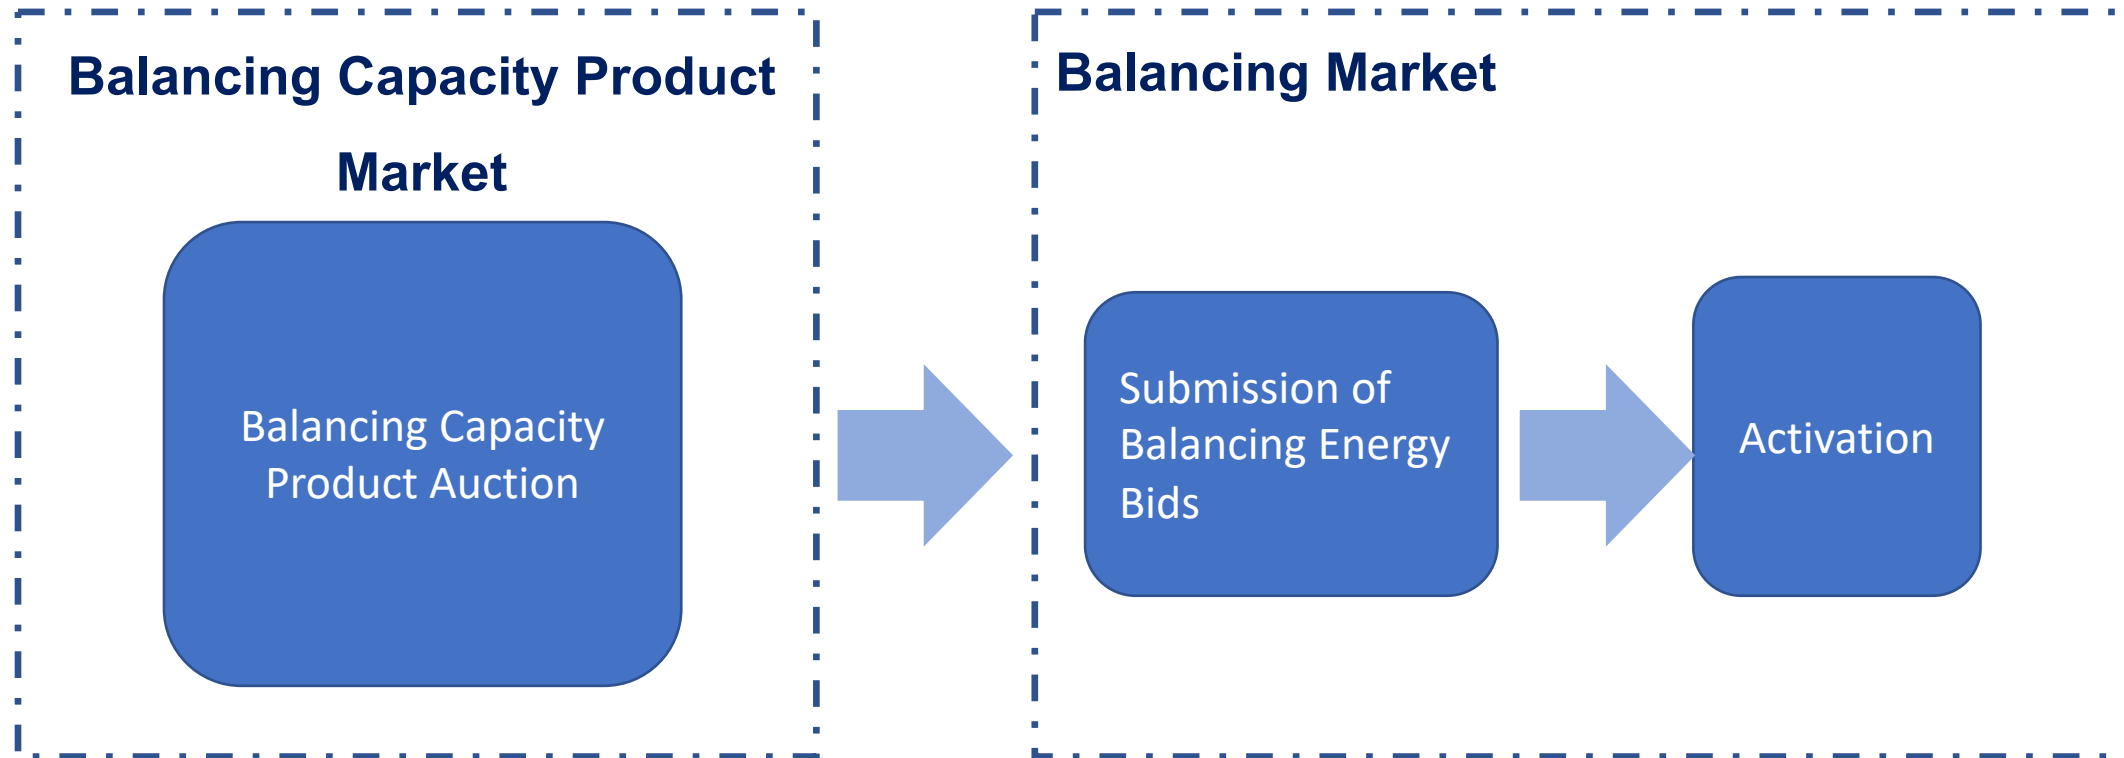 Balancing Capacity Product
Market
Balancing Capacity
Product Auction
Balancing Market
Submission of
Balancing Energy
Bids
Activation